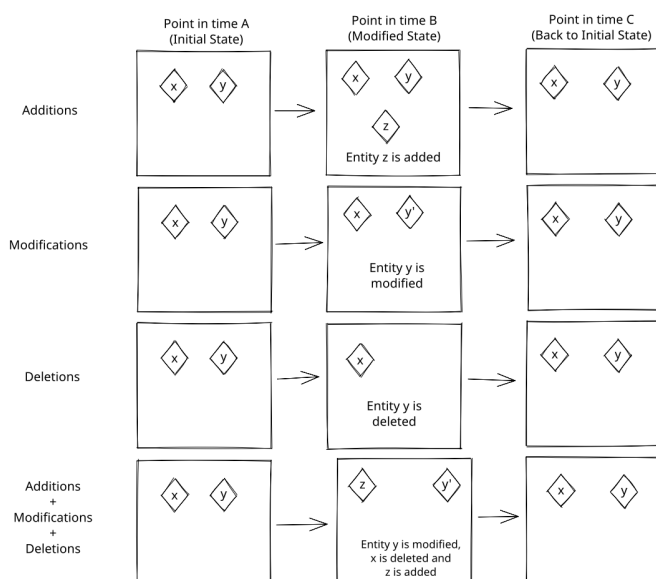 Point in time A
(Initial State)
Point in time B
(Modified State)
Point in time C
(Back to Initial State)
Additions
x
y
x
y
z
Entity z is added
x
y
Modifications
x
y
x
y'
Entity y is
modified
x
y
Deletions
x
y
x
Entity y is
deleted
x
y
Additions
+
Modifications
+
Deletions
x
y
z
y'
Entity y is modified,
x is deleted and
z is added
x
y